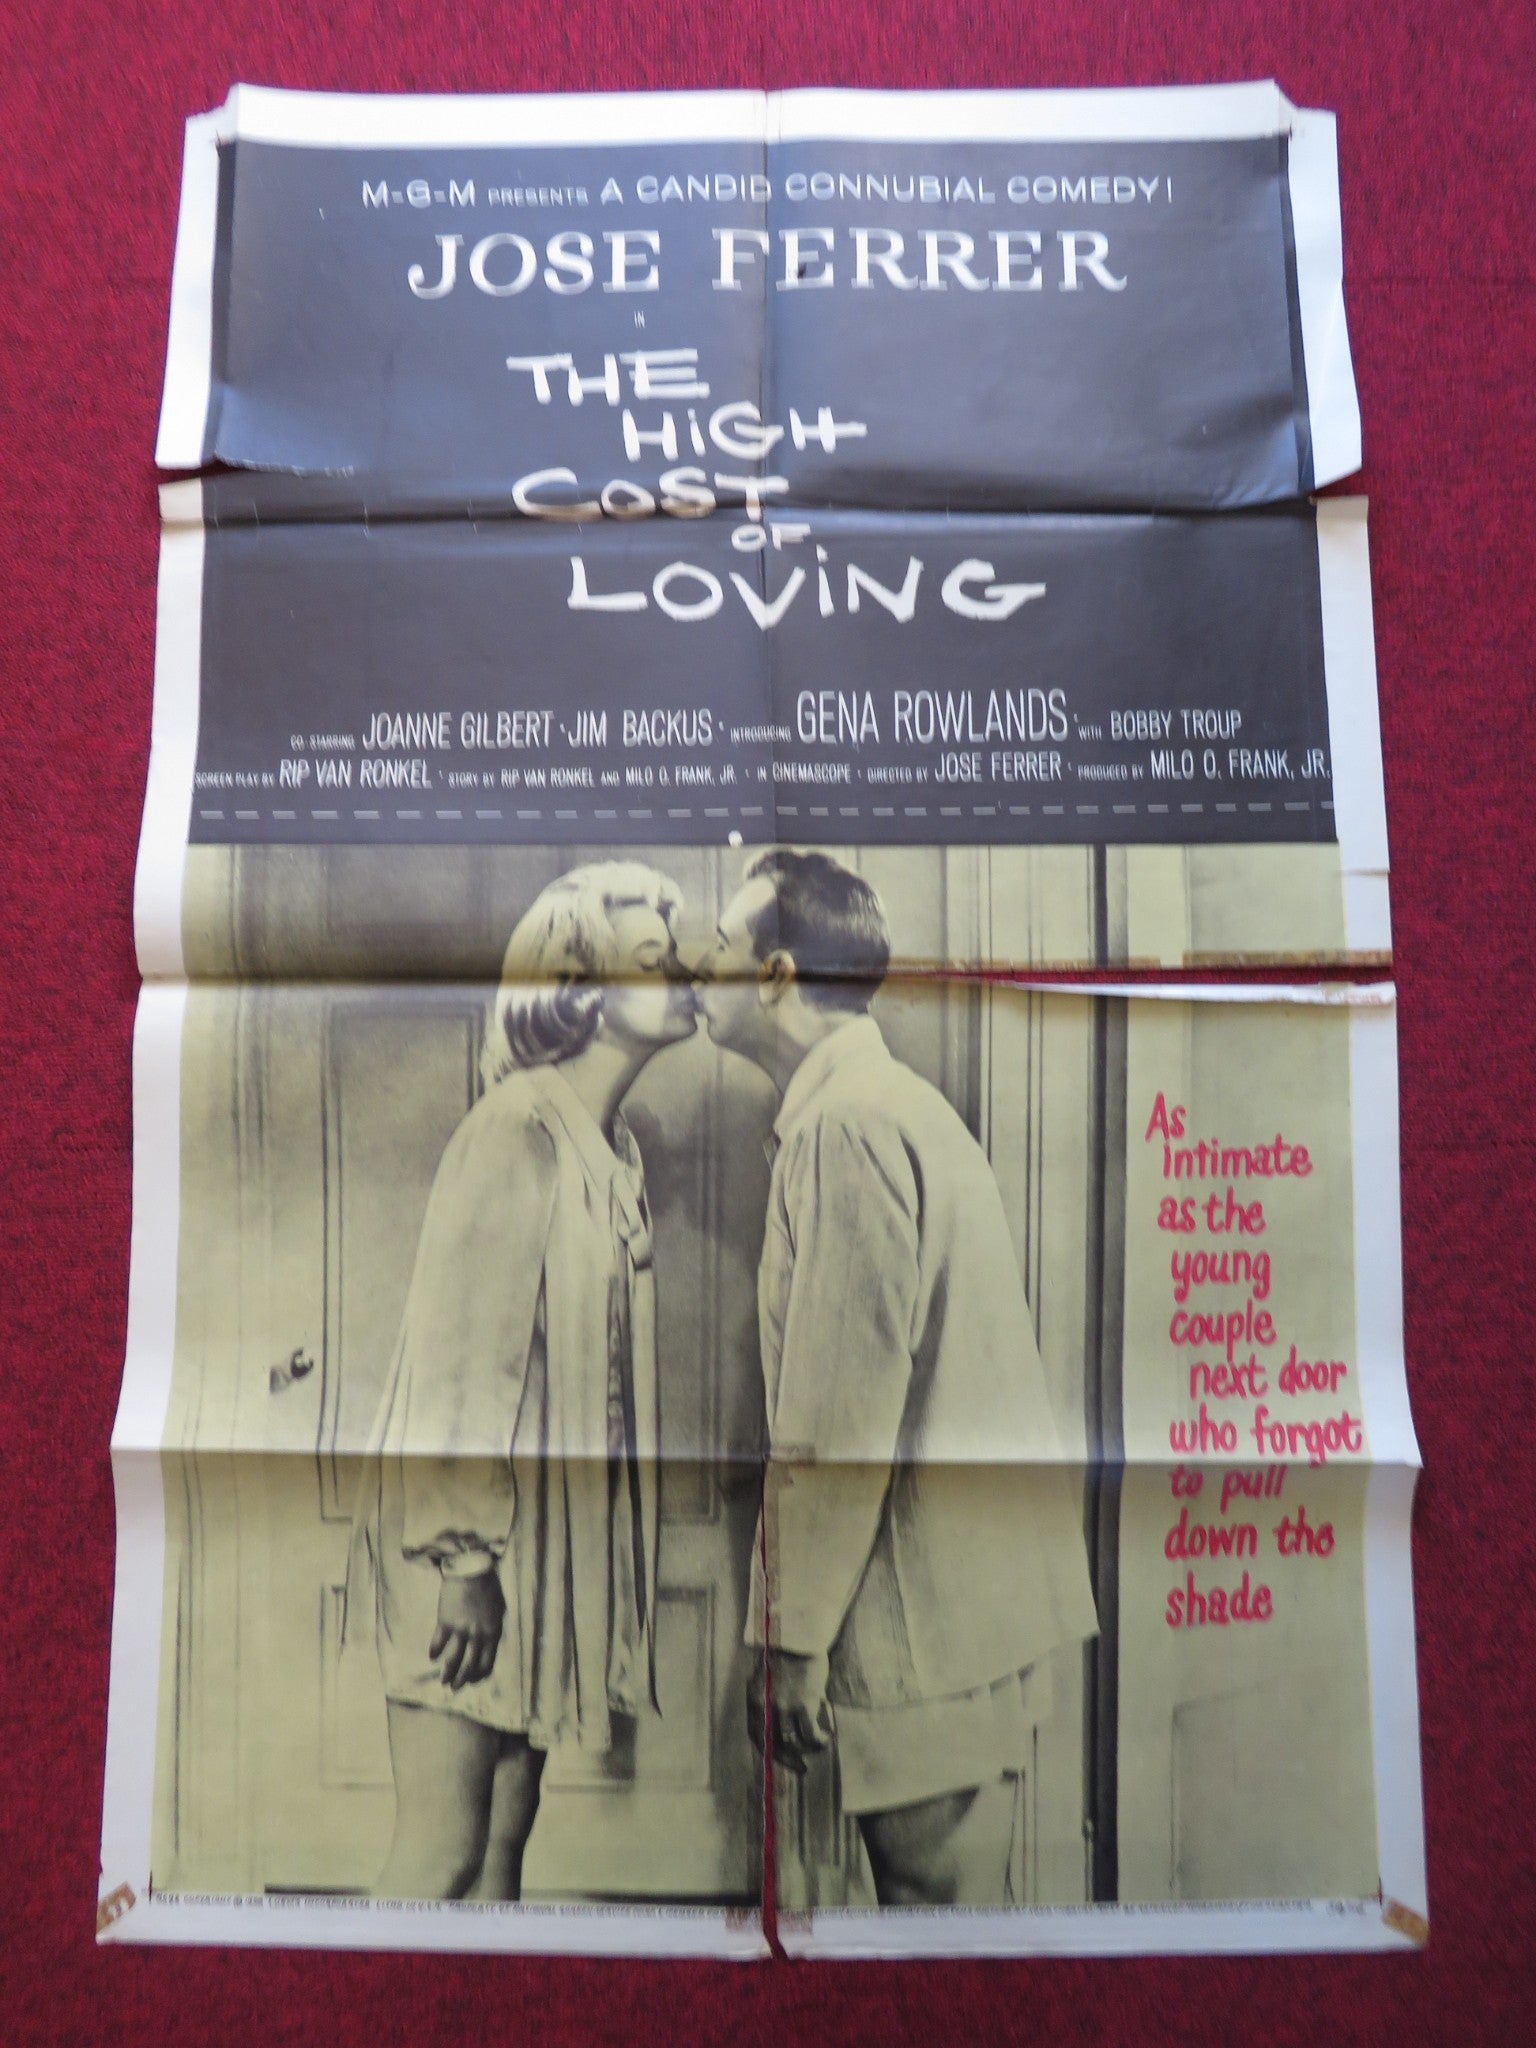 M-G-M PRESENTS A CANDID CONNUBIAL COMEDY!
JOSE FERRER
IN
THE
HiGH
COST
OF
LOViNG
CO-STARRING JOANNE GILBERT · JIM BACKUS · INTRODUCING GENA ROWLANDS · WITH BOBBY TROUP
SCREEN PLAY BY RIP VAN RONKEL · STORY BY RIP VAN RONKEL AND MILO O. FRANK, JR. · IN CINEMASCOPE · DIRECTED BY JOSE FERRER · PRODUCED BY MILO O. FRANK, JR.
As
intimate
as the
young
couple
next door
who forgot
to pull
down the
shade